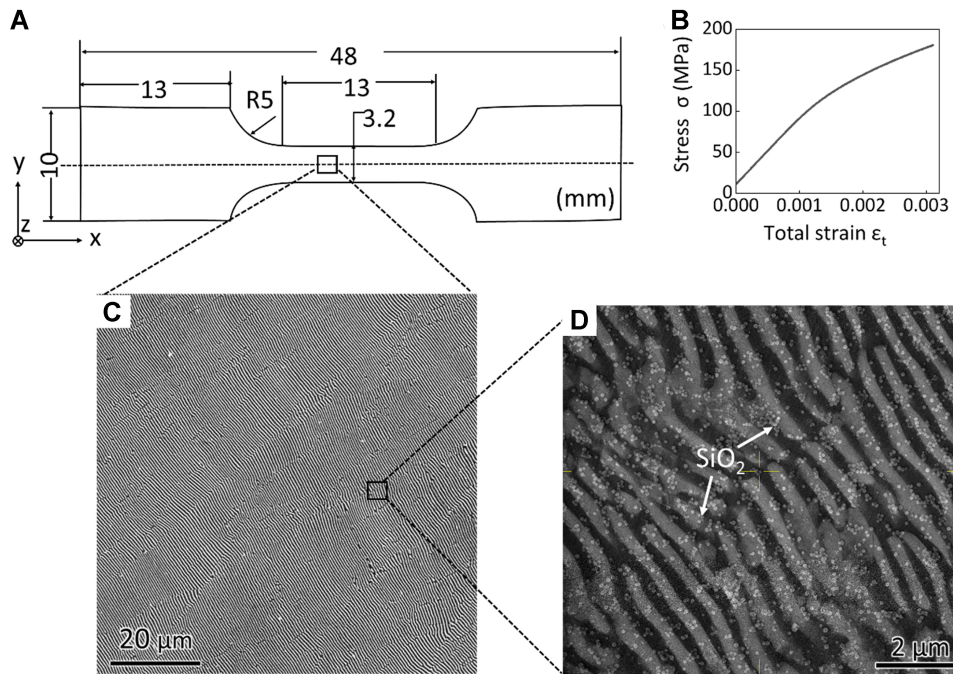 A
48
13
13
R5
3.2
10
(mm)
y
z
x
B
Stress σ (MPa)
200
150
100
50
0
0.000
0.001
0.002
0.003
Total strain εt
C
20 μm
D
SiO2
2 μm